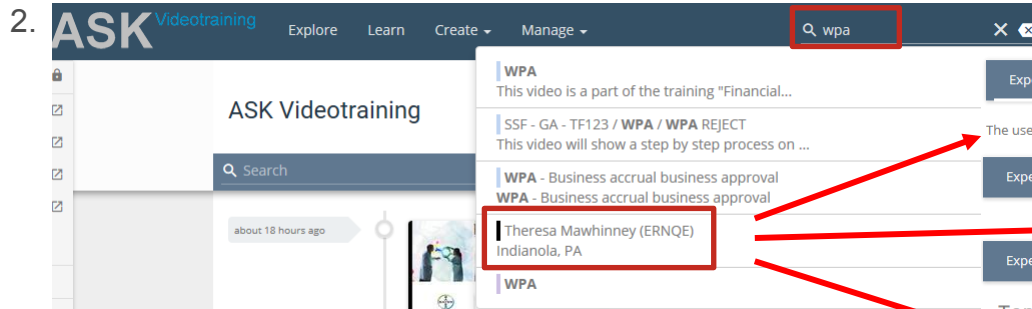 2.
ASK Videotraining
Explore Learn Create Manage
wpa
WPA
This video is a part of the training "Financial...
Exp
ASK Videotraining
SSF - GA - TF123 / WPA / WPA REJECT
This video will show a step by step process on ...
The use
Search
WPA - Business accrual business approval
WPA - Business accrual business approval
Expe
about 18 hours ago
Theresa Mawhinney (ERNQE)
Indianola, PA
Expe
WPA